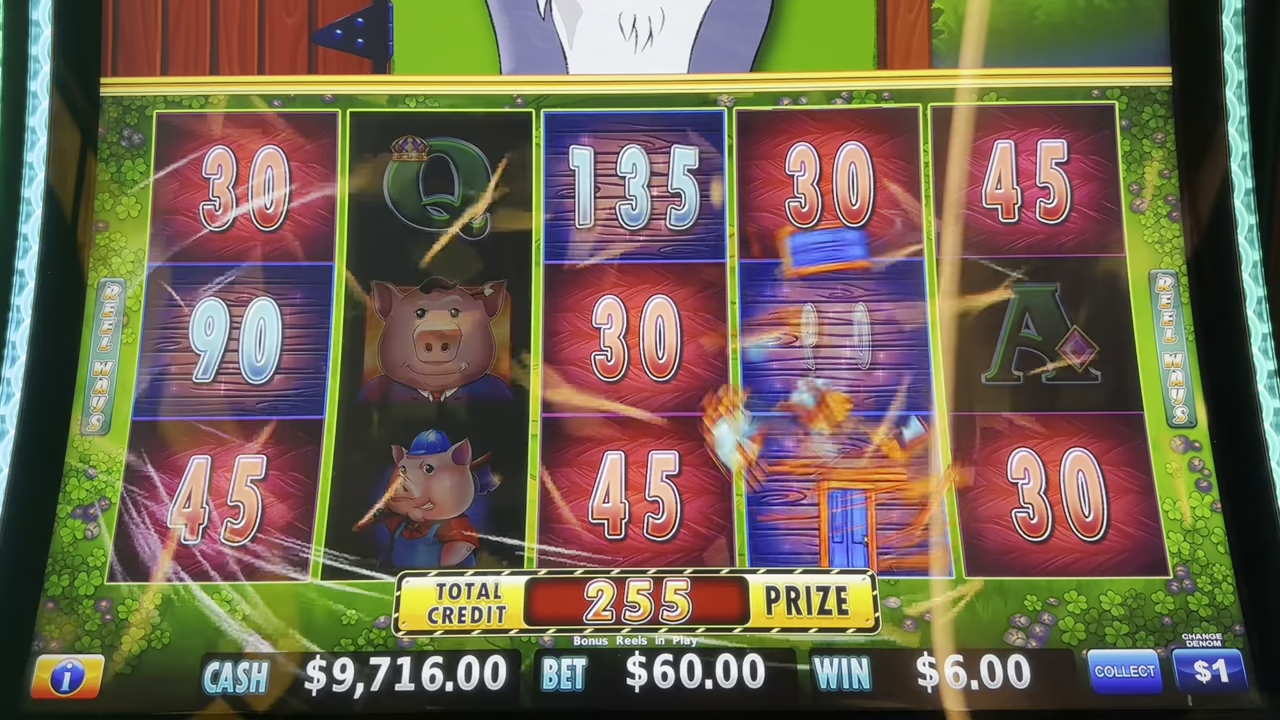 30 Q 135 30 45
90 30 A
45 45 30
REEL WAYS
REEL WAYS
TOTAL CREDIT 255 PRIZE
Bonus Reels In Play
CASH $9,716.00 BET $60.00 WIN $6.00
COLLECT
CHANGE DENOM
$1